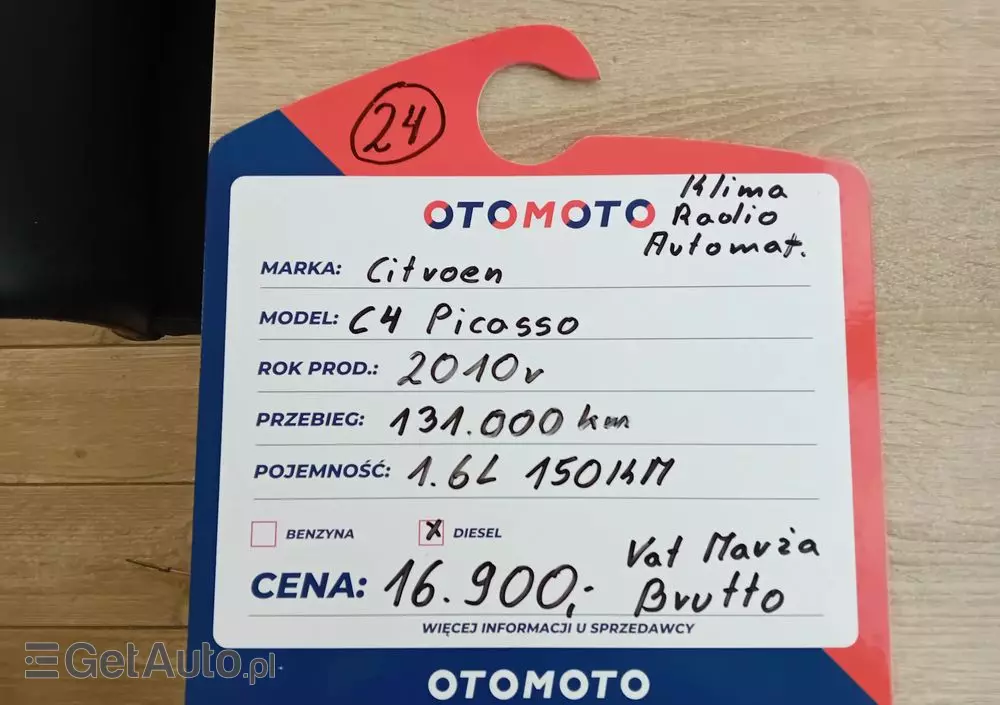 24
Klima
OTOMOTO Radio
Automat.
MARKA: Citroen
MODEL: C4 Picasso
ROK PROD.: 2010r
PRZEBIEG: 131.000 km
POJEMNOŚĆ: 1.6L 150KM
BENZYNA X DIESEL
Vat Marża
CENA: 16.900,- Brutto
WIĘCEJ INFORMACJI U SPRZEDAWCY
GetAuto.pl
OTOMOTO